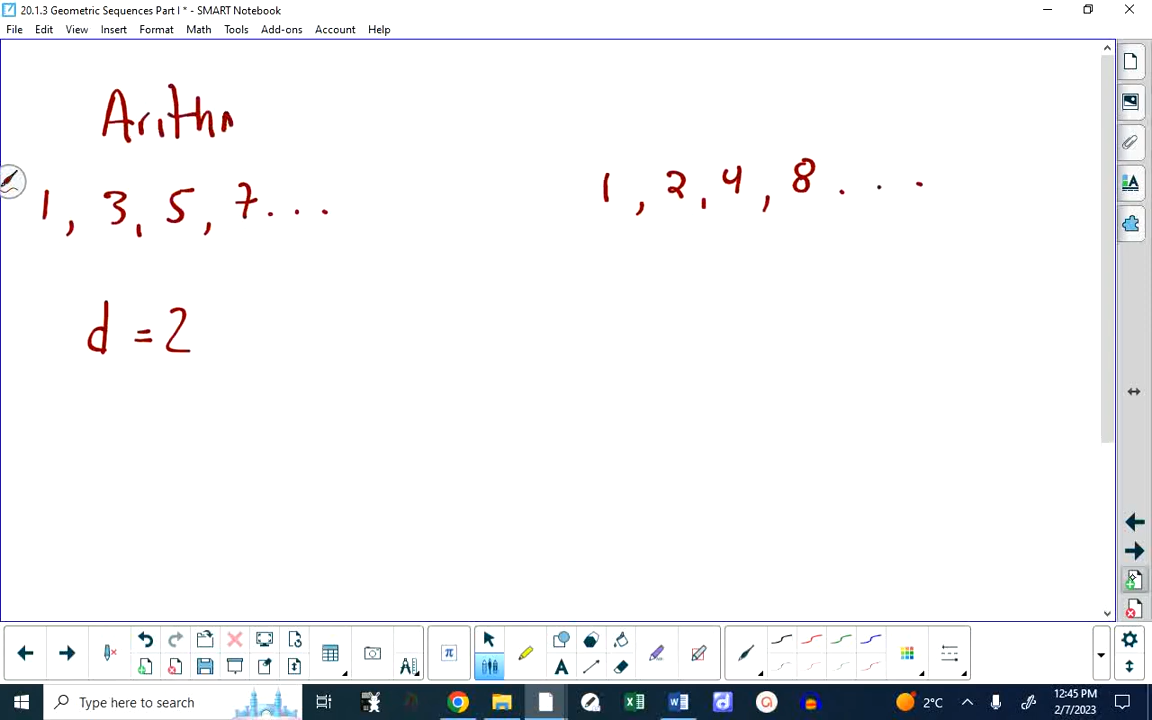 20.1.3 Geometric Sequences Part I * - SMART Notebook
File Edit View Insert Format Math Tools Add-ons Account Help
Arithm
1, 3, 5, 7...
1, 2, 4, 8...
d = 2
π
A
Type here to search
2°C
12:45 PM
2/7/2023